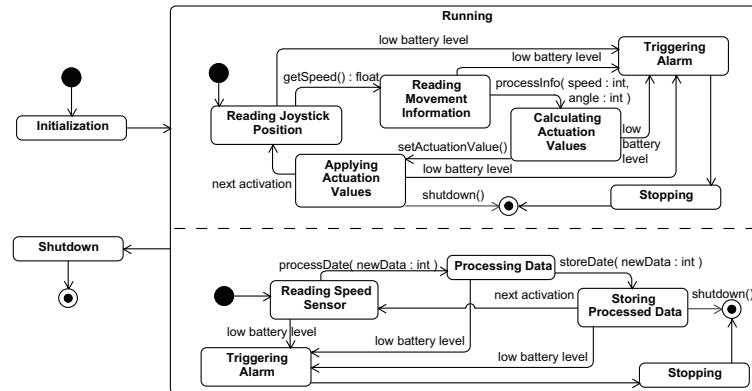 Running
low battery level
Triggering
Alarm
low battery level
getSpeed() : float
Reading
Movement
Information
processInfo( speed : int,
angle : int )
Initialization
Reading Joystick
Position
Calculating
Actuation
Values
low
battery
level
setActuationValue()
Applying
Actuation
Values
low battery level
next activation
shutdown()
Stopping
Shutdown
processDate( newData : int )
Processing Data
storeDate( newData : int )
Reading Speed
Sensor
next activation
Storing
Processed Data
shutdown()
low battery level
Triggering
Alarm
low battery level
low battery level
Stopping